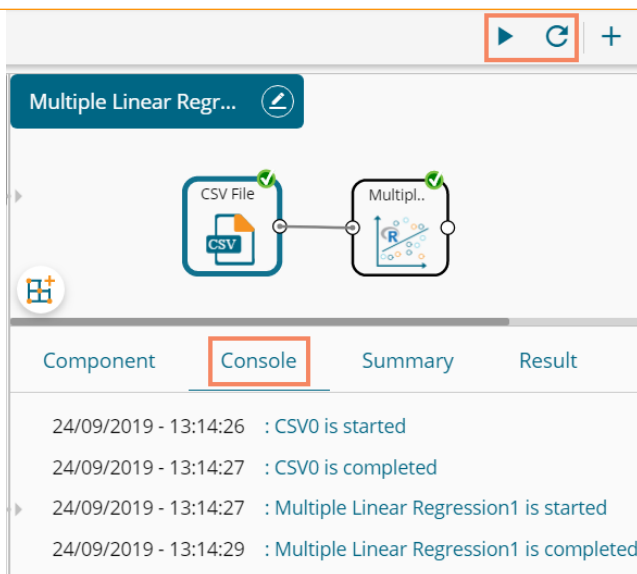 Multiple Linear Regr...
CSV File
Multipl..
CSV
R
Component Console Summary Result
24/09/2019 - 13:14:26 : CSV0 is started
24/09/2019 - 13:14:27 : CSV0 is completed
24/09/2019 - 13:14:27 : Multiple Linear Regression1 is started
24/09/2019 - 13:14:29 : Multiple Linear Regression1 is completed